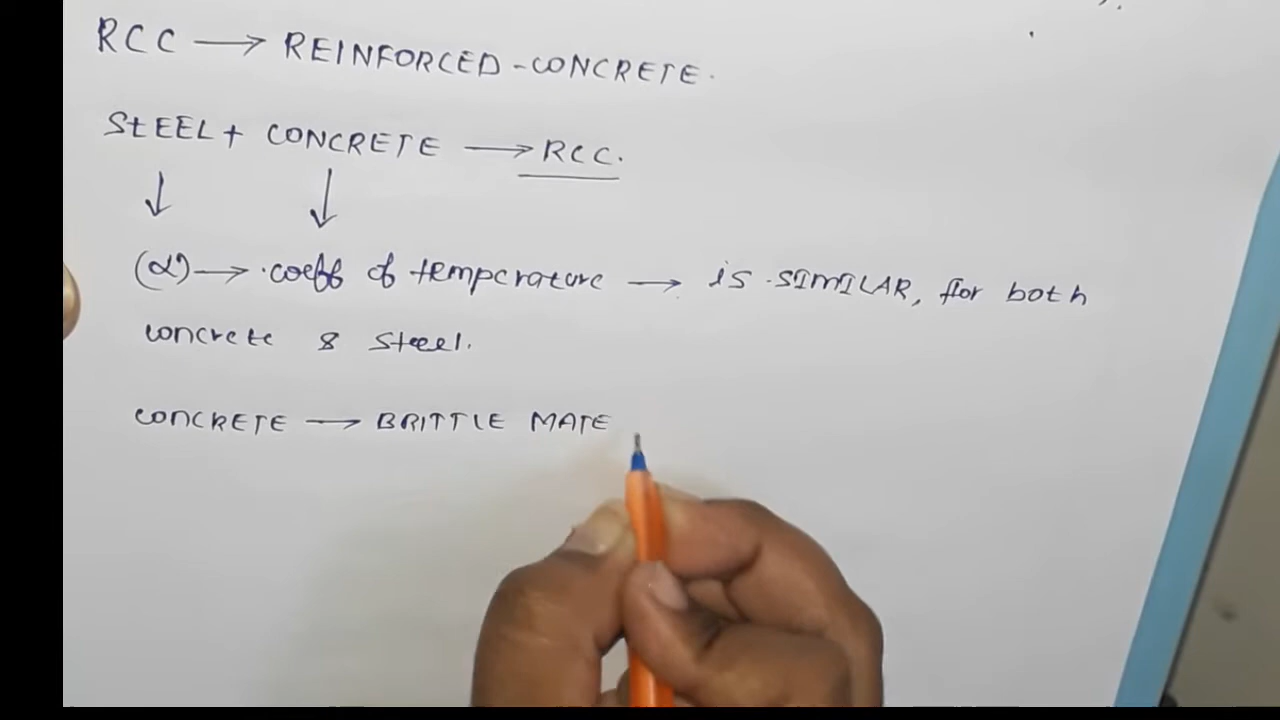 RCC → REINFORCED-CONCRETE.
STEEL + CONCRETE → RCC.
(α) → coeff of temperature → is SIMILAR, for both
concrete & steel.
CONCRETE → BRITTLE MATE